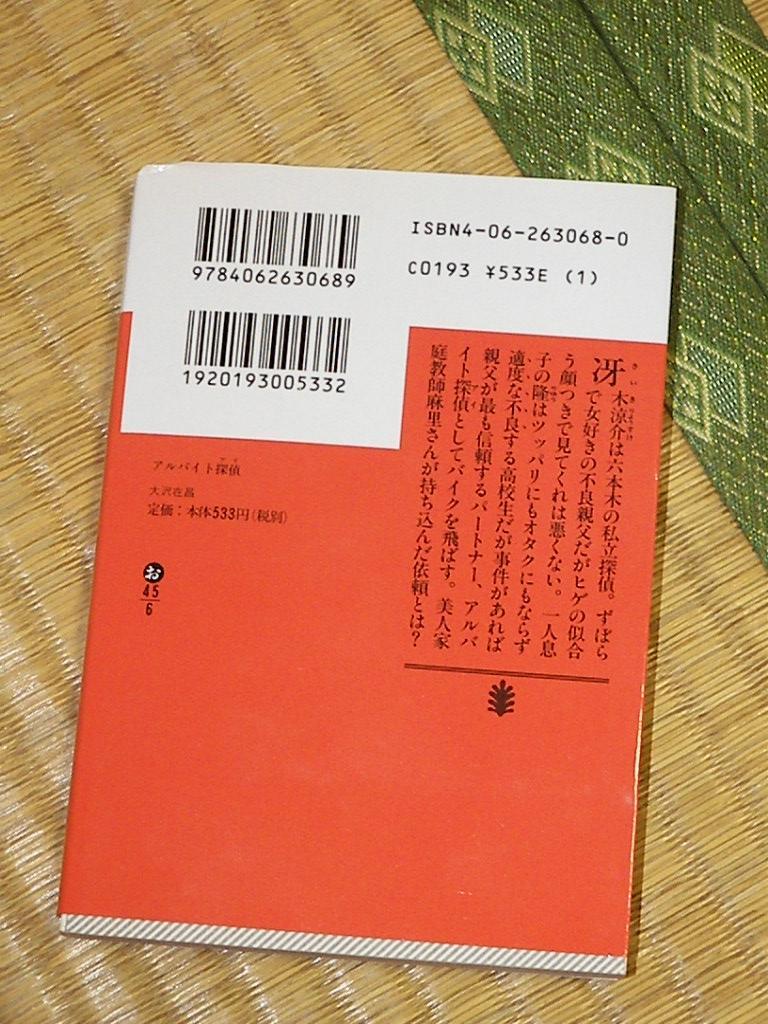 9784062630689
ISBN4-06-263068-0
C0193 ¥533E (1)
1920193005332
冴木涼介は六本木の私立探偵。ずぼら
で女好きの不良親父だがヒゲの似合
う顔つきで見てくれは悪くない。一人息
子の隆はツッパリにもオタクにもならず
適度な不良する高校生だが事件があれば
親父が最も信頼するパートナー、アルバ
イト探偵としてバイクを飛ばす。美人家
庭教師麻里さんが持ち込んだ依頼とは?
アルバイト探偵
大沢在昌
定価:本体533円(税別)
お
45
6